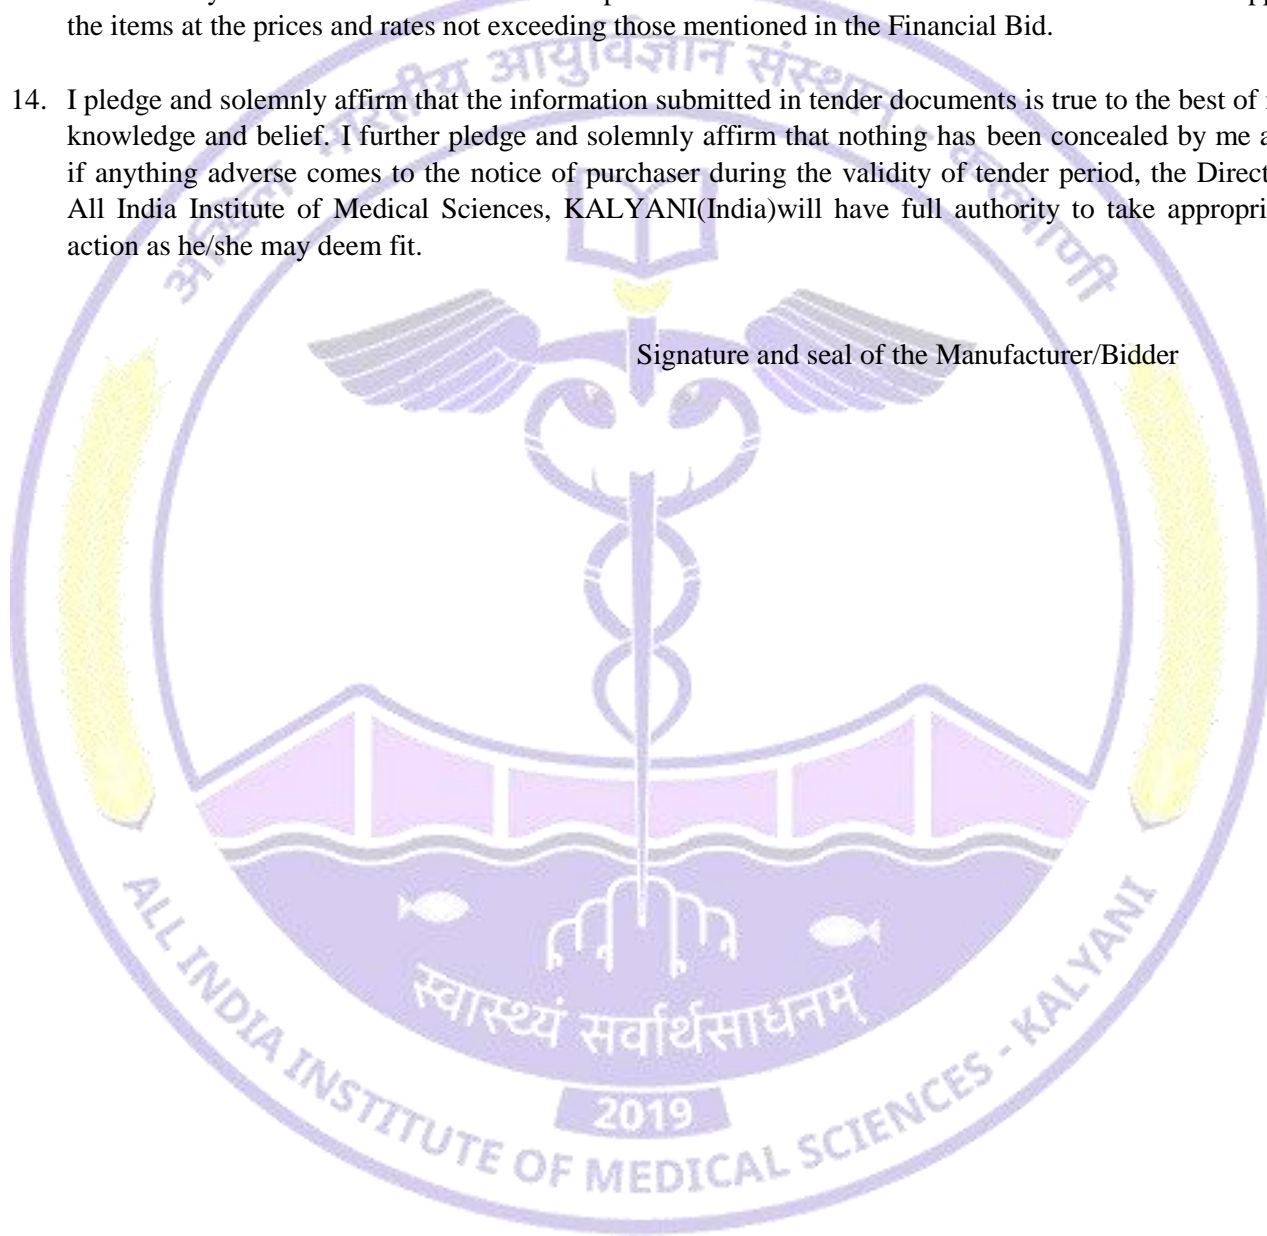 the items at the prices and rates not exceeding those mentioned in the Financial Bid.
14. I pledge and solemnly affirm that the information submitted in tender documents is true to the best of
knowledge and belief. I further pledge and solemnly affirm that nothing has been concealed by me
if anything adverse comes to the notice of purchaser during the validity of tender period, the Direct
All India Institute of Medical Sciences, KALYANI(India)will have full authority to take appropri
action as he/she may deem fit.
Signature and seal of the Manufacturer/Bidder
अखिल भारतीय आयुर्विज्ञान संस्थान - कल्याणी
स्वास्थ्यं सर्वार्थसाधनम्
2019
ALL INDIA INSTITUTE OF MEDICAL SCIENCES - KALYANI